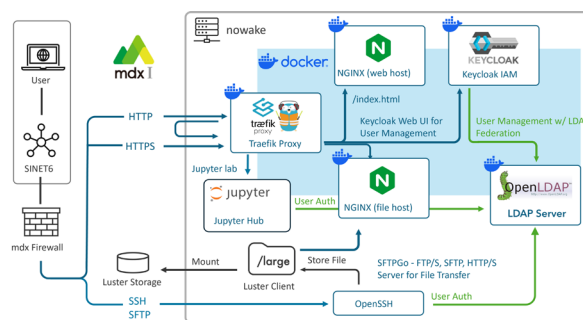 nowake
User
mdx I
docker
NGINX (web host)
KEYCLOAK
Keycloak IAM
/index.html
HTTP
træfik
proxy
Traefik Proxy
Keycloak Web UI for
User Management
User Management w/ LDA
Federation
SINET6
HTTPS
Jupyter lab
jupyter
Jupyter Hub
User Auth
NGINX (file host)
OpenLDAP
LDAP Server
mdx Firewall
Luster Storage
Mount
/large
Luster Client
Store File
SFTPGo - FTP/S, SFTP, HTTP/S
Server for File Transfer
SSH
SFTP
OpenSSH
User Auth